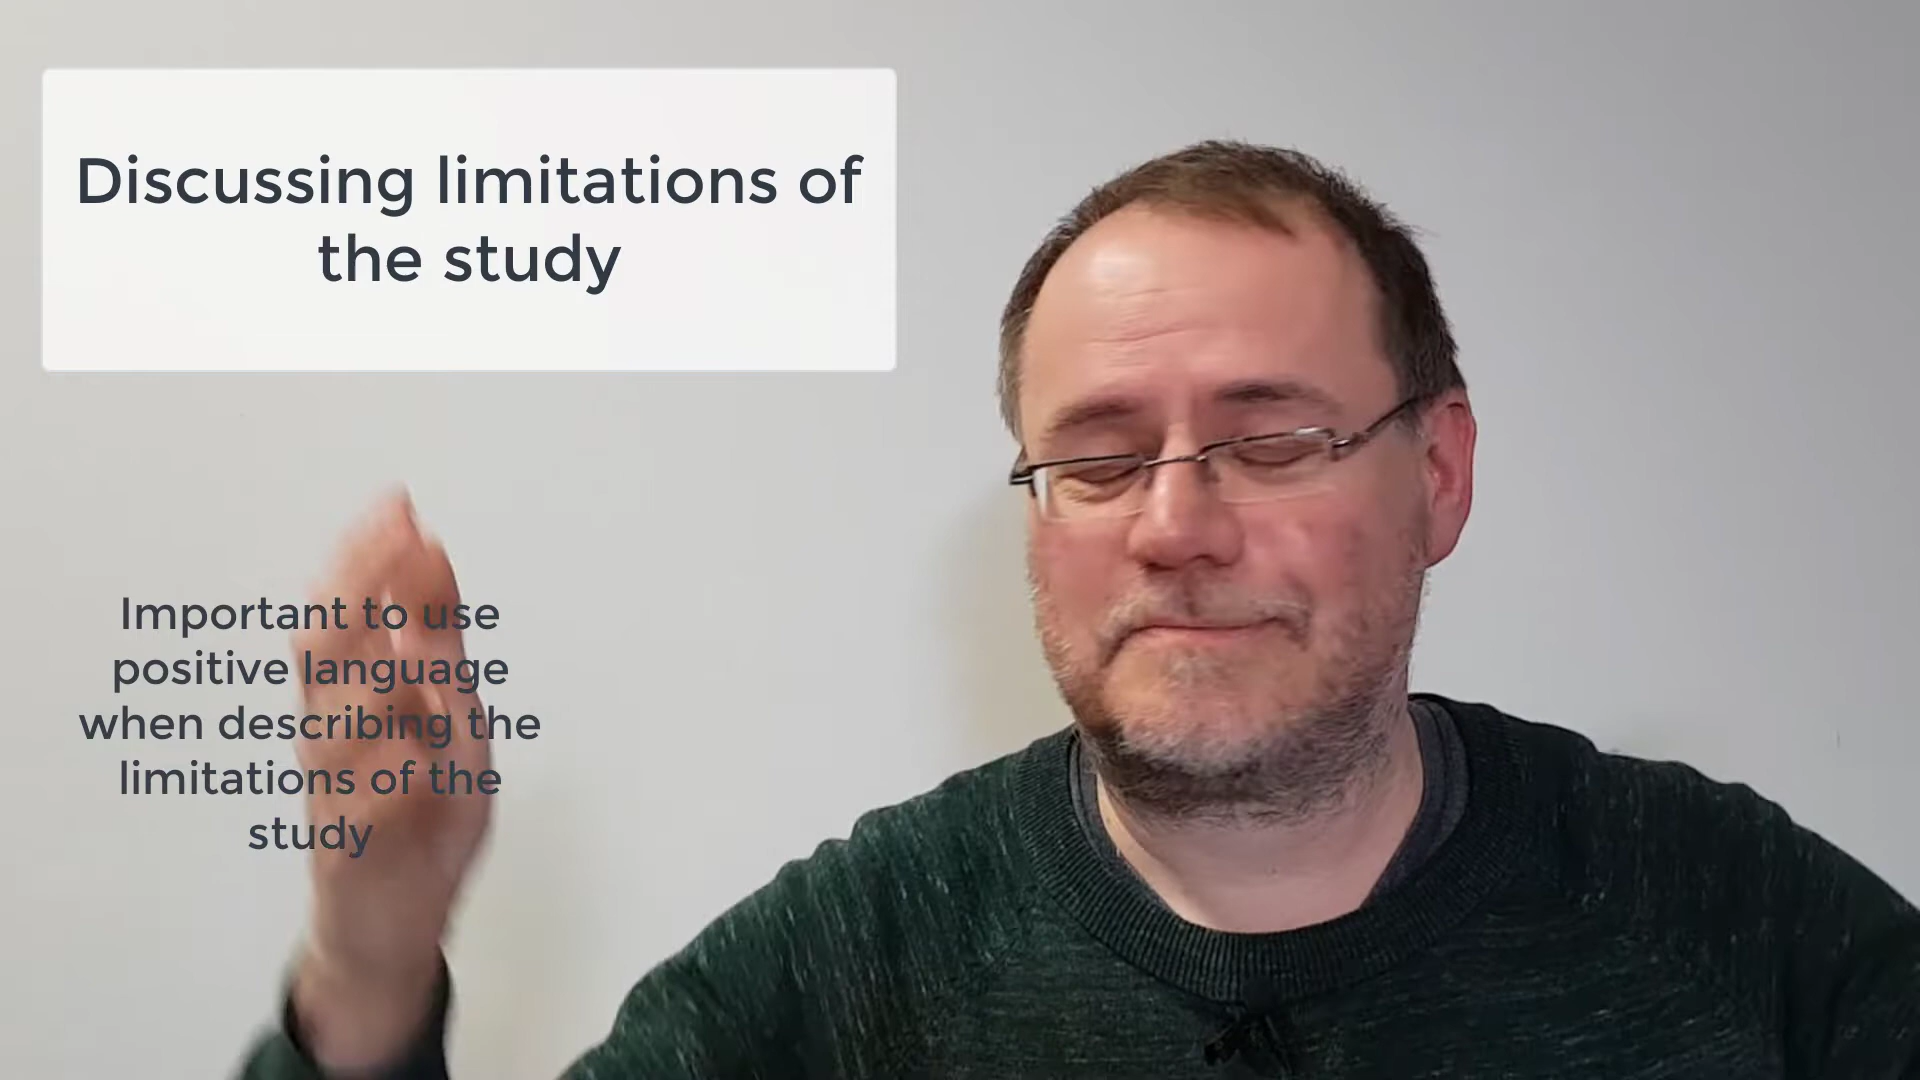 Discussing limitations of
the study
Important to use
positive language
when describing the
limitations of the
study